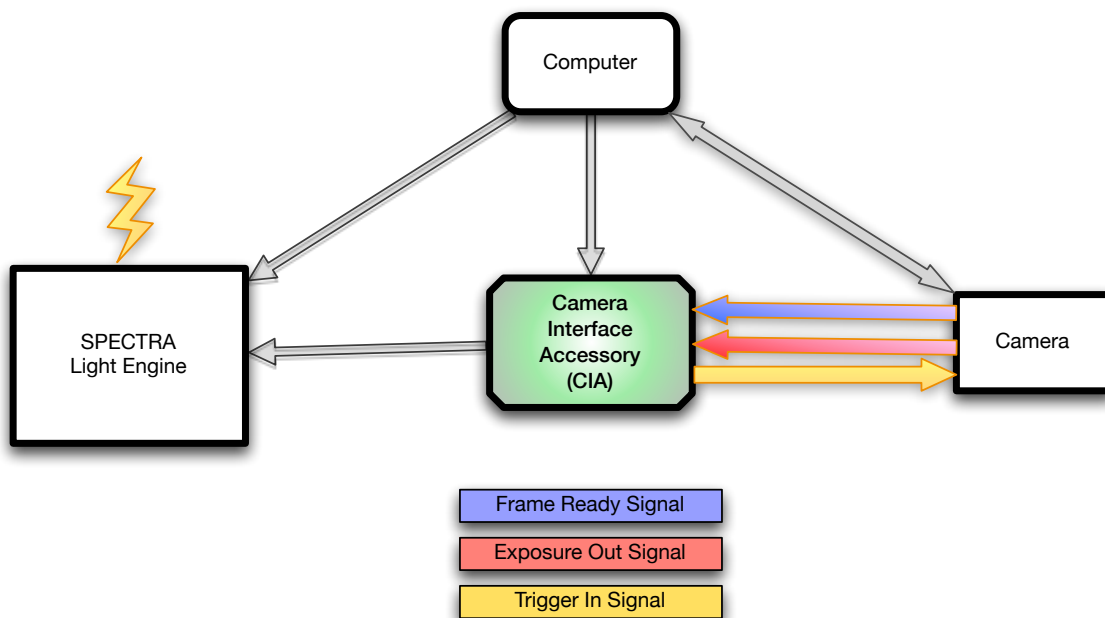 Computer
SPECTRA
Light Engine
Camera
Interface
Accessory
(CIA)
Camera
Frame Ready Signal
Exposure Out Signal
Trigger In Signal